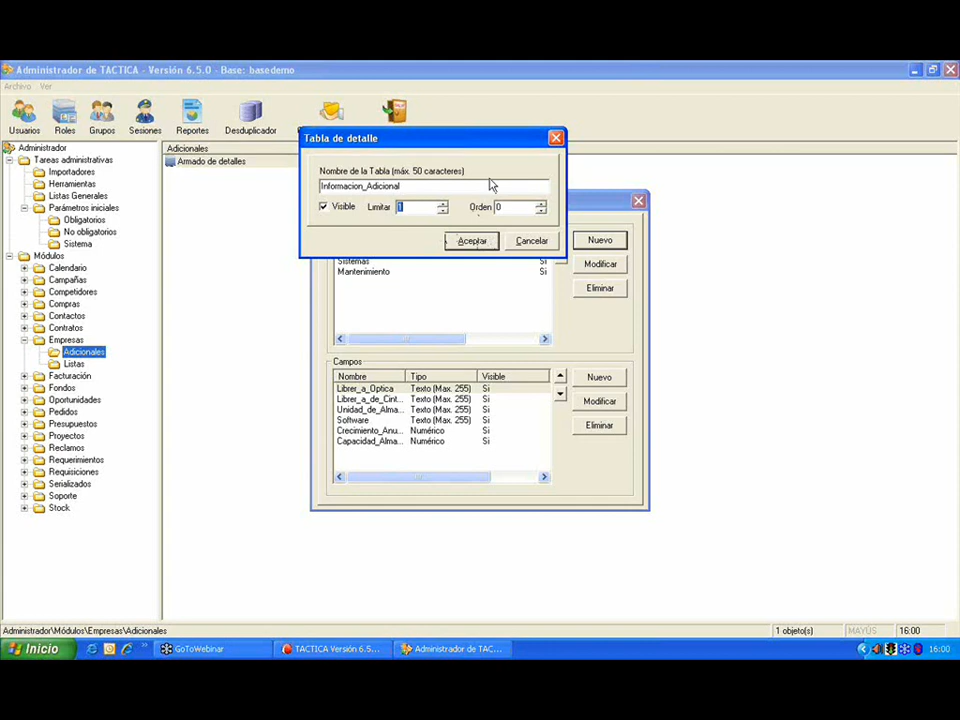 Administrador de TACTICA - Versión 6.5.0 - Base: basedemo
Archivo Ver
Usuarios Roles Grupos Sesiones Reportes Desduplicador
Administrador
Tareas administrativas
Importadores
Herramientas
Listas Generales
Parámetros iniciales
Obligatorios
No obligatorios
Sistema
Módulos
Calendario
Campañas
Competidores
Compras
Contactos
Contratos
Empresas
Adicionales
Listas
Facturación
Fondos
Oportunidades
Pedidos
Presupuestos
Proyectos
Reclamos
Requerimientos
Requisiciones
Serializados
Soporte
Stock
Adicionales
Armado de detalles
Tabla de detalle
Nombre de la Tabla (máx. 50 caracteres)
Informacion_Adicional
Visible Limitar 1 Orden 0
Aceptar Cancelar
Sistemas Si
Mantenimiento Si
Nuevo
Modificar
Eliminar
Campos
Nombre Tipo Visible
Librer_a_Optica Texto (Max. 255) Si
Librer_a_de_Cint... Texto (Max. 255) Si
Unidad_de_Alma... Texto (Max. 255) Si
Software Texto (Max. 255) Si
Crecimiento_Anu... Numérico Si
Capacidad_Alma... Numérico Si
Nuevo
Modificar
Eliminar
Administrador\Módulos\Empresas\Adicionales 1 objeto(s) MAYÚS 16:00
Inicio GoToWebinar TACTICA Versión 6.5... Administrador de TAC... 16:00